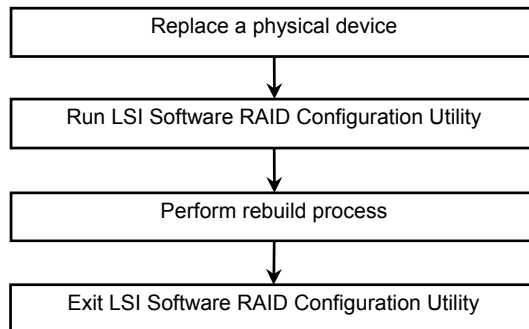 Replace a physical device
Run LSI Software RAID Configuration Utility
Perform rebuild process
Exit LSI Software RAID Configuration Utility